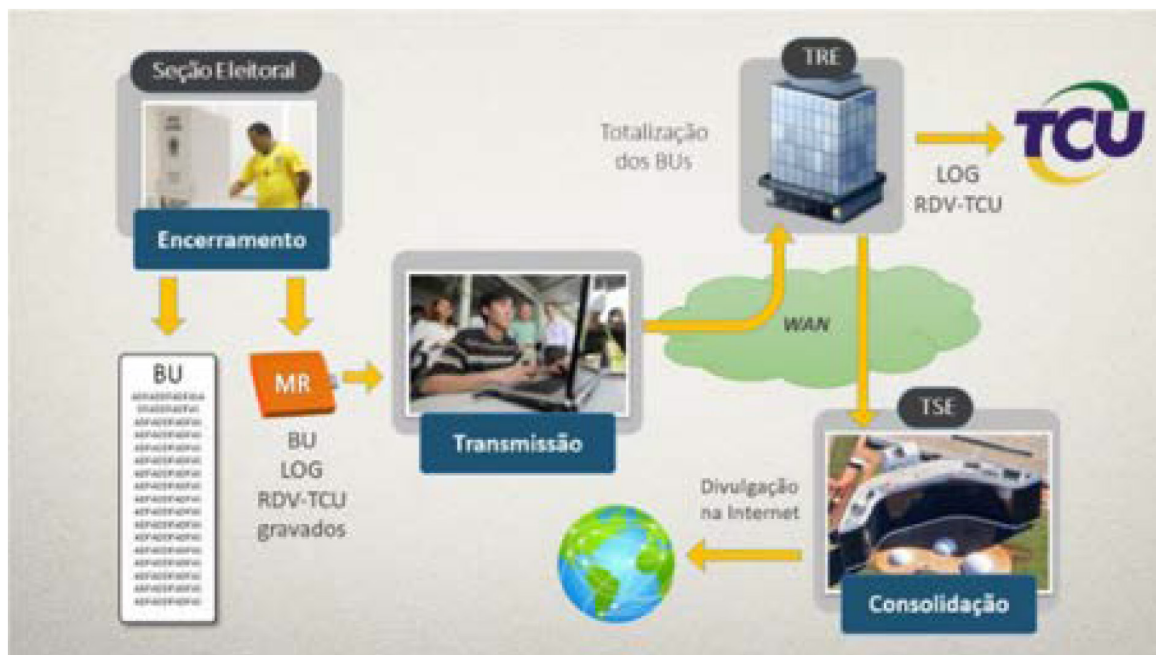 Seção Eleitoral
Encerramento
BU
MR
BU
LOG
RDV-TCU
gravados
Transmissão
Totalização
dos BUs
TRE
LOG
RDV-TCU
TCU
WAN
TSE
Consolidação
Divulgação
na Internet